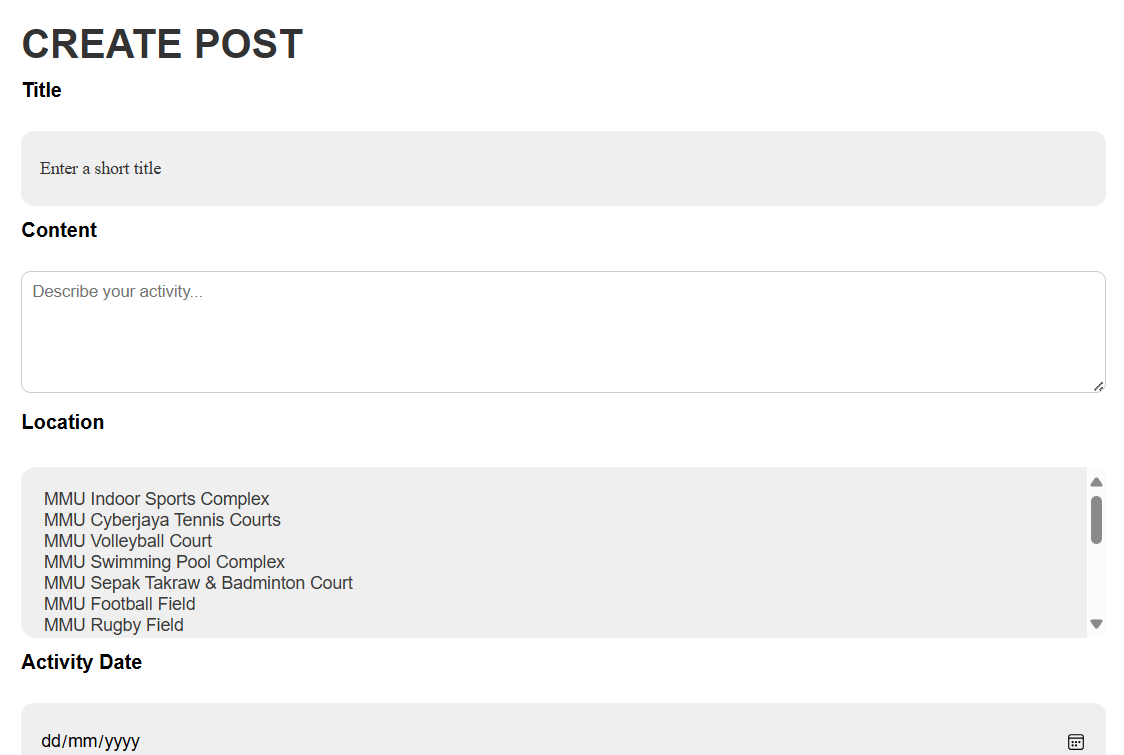 CREATE POST
Title
Enter a short title
Content
Describe your activity...
Location
MMU Indoor Sports Complex
MMU Cyberjaya Tennis Courts
MMU Volleyball Court
MMU Swimming Pool Complex
MMU Sepak Takraw & Badminton Court
MMU Football Field
MMU Rugby Field
Activity Date
dd/mm/yyyy